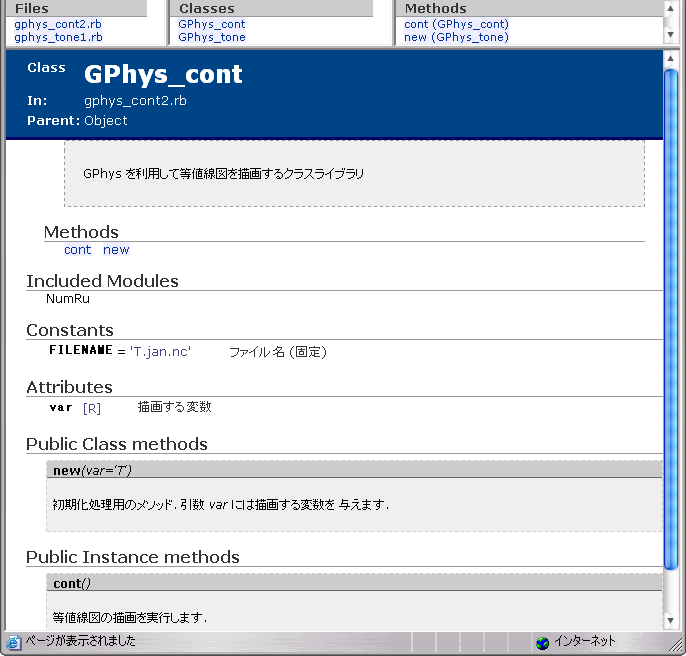 Files
gphys_cont2.rb
gphys_tone1.rb
Classes
GPhys_cont
GPhys_tone
Methods
cont (GPhys_cont)
new (GPhys_tone)
Class GPhys_cont
In: gphys_cont2.rb
Parent: Object
GPhys を利用して等値線図を描画するクラスライブラリ
Methods
cont new
Included Modules
NumRu
Constants
FILENAME = 'T.jan.nc' ファイル名 (固定)
Attributes
var [R] 描画する変数
Public Class methods
new(var='T')
初期化処理用のメソッド. 引数 var には描画する変数を 与えます.
Public Instance methods
cont()
等値線図の描画を実行します.
ページが表示されました
インターネット